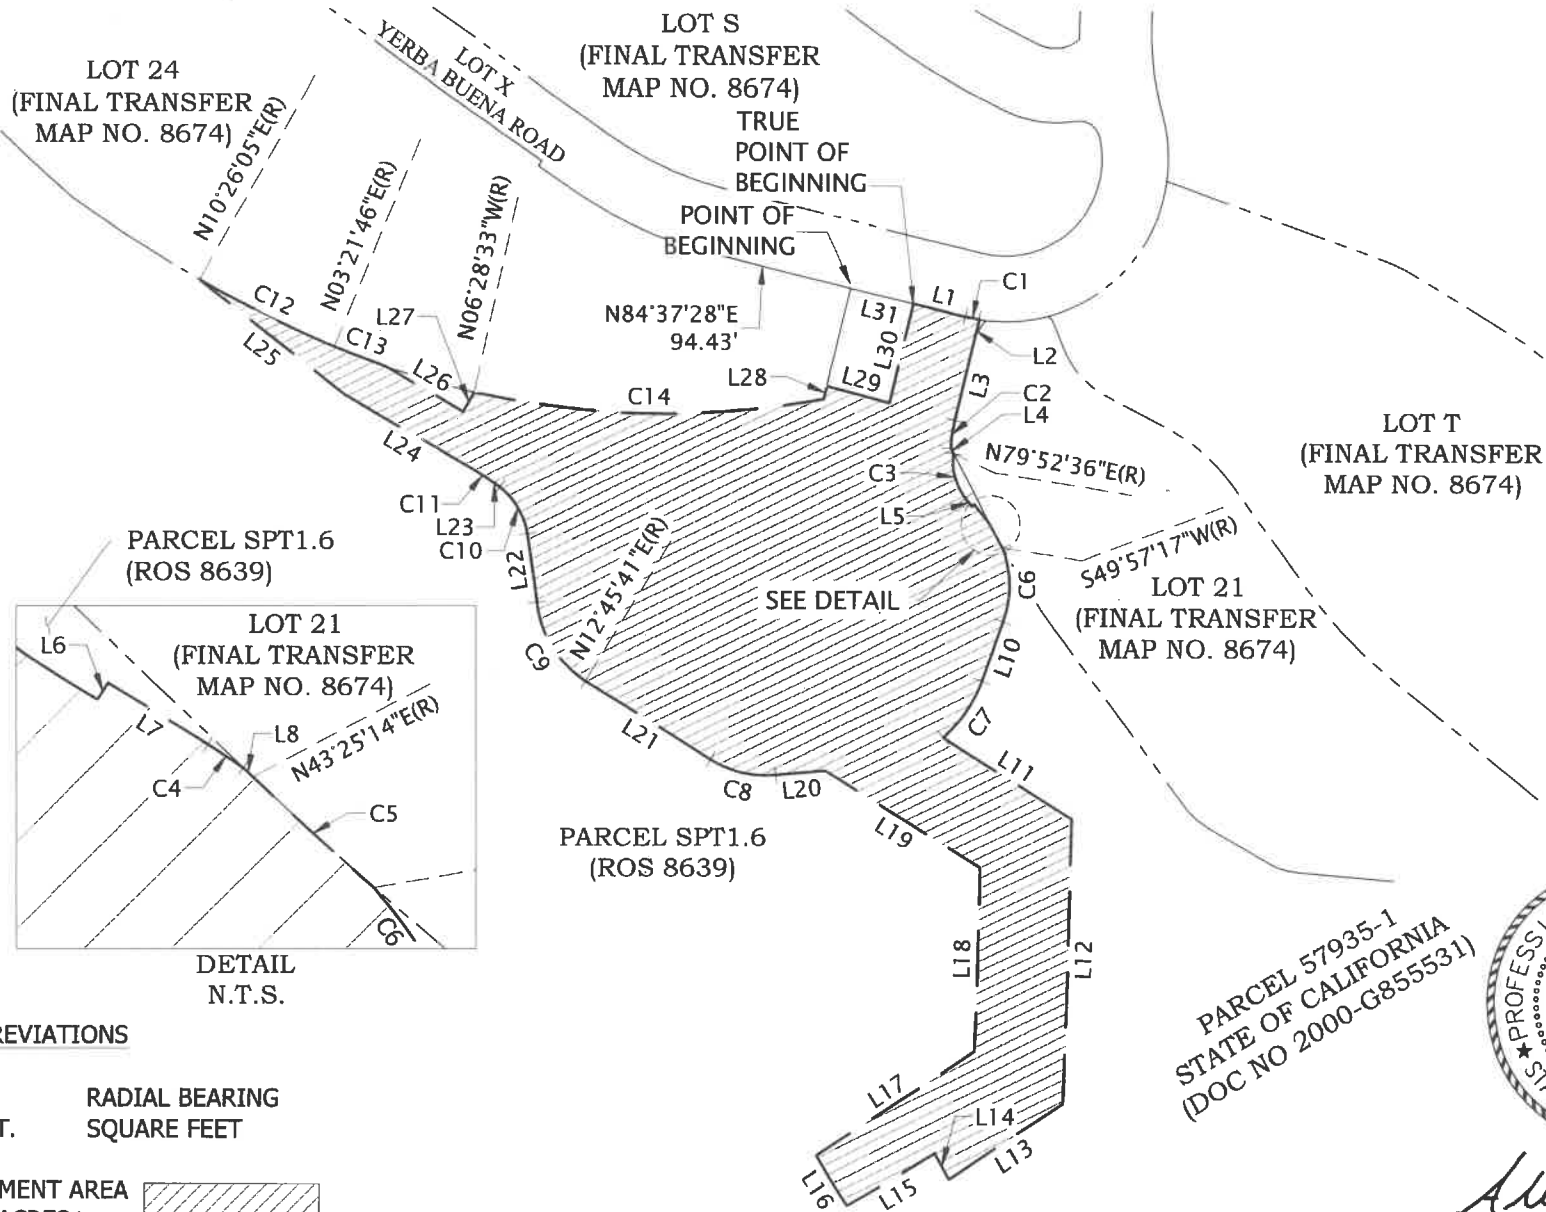 LOT S
(FINAL TRANSFER
MAP NO. 8674)
LOT X
YERBA BUENA ROAD
LOT 24
(FINAL TRANSFER
MAP NO. 8674)
N10°26'05"E(R)
N03°21'46"E(R)
N06°28'33"W(R)
TRUE
POINT OF
BEGINNING
POINT OF
BEGINNING
N84°37'28"E
94.43'
L31
L1
C1
L2
L30
L3
L29
L28
C2
L4
C12
L27
C13
L25
L26
C14
L24
C3
N79°52'36"E(R)
L5
S49°57'17"W(R)
LOT T
(FINAL TRANSFER
MAP NO. 8674)
C11
L23
C10
L22
N12°45'41"E(R)
SEE DETAIL
C6
LOT 21
(FINAL TRANSFER
MAP NO. 8674)
C9
L10
C7
L21
L11
C8
L20
L19
PARCEL SPT1.6
(ROS 8639)
PARCEL SPT1.6
(ROS 8639)
L6
LOT 21
(FINAL TRANSFER
MAP NO. 8674)
L7
L8
N43°25'14"E(R)
C4
C5
C6
DETAIL
N.T.S.
L18
L12
L17
L14
L13
L16
L15
PARCEL 57935-1
STATE OF CALIFORNIA
(DOC NO 2000-G855531)
REVIATIONS
RADIAL BEARING
T.
SQUARE FEET
MENT AREA
★ PROFESSI